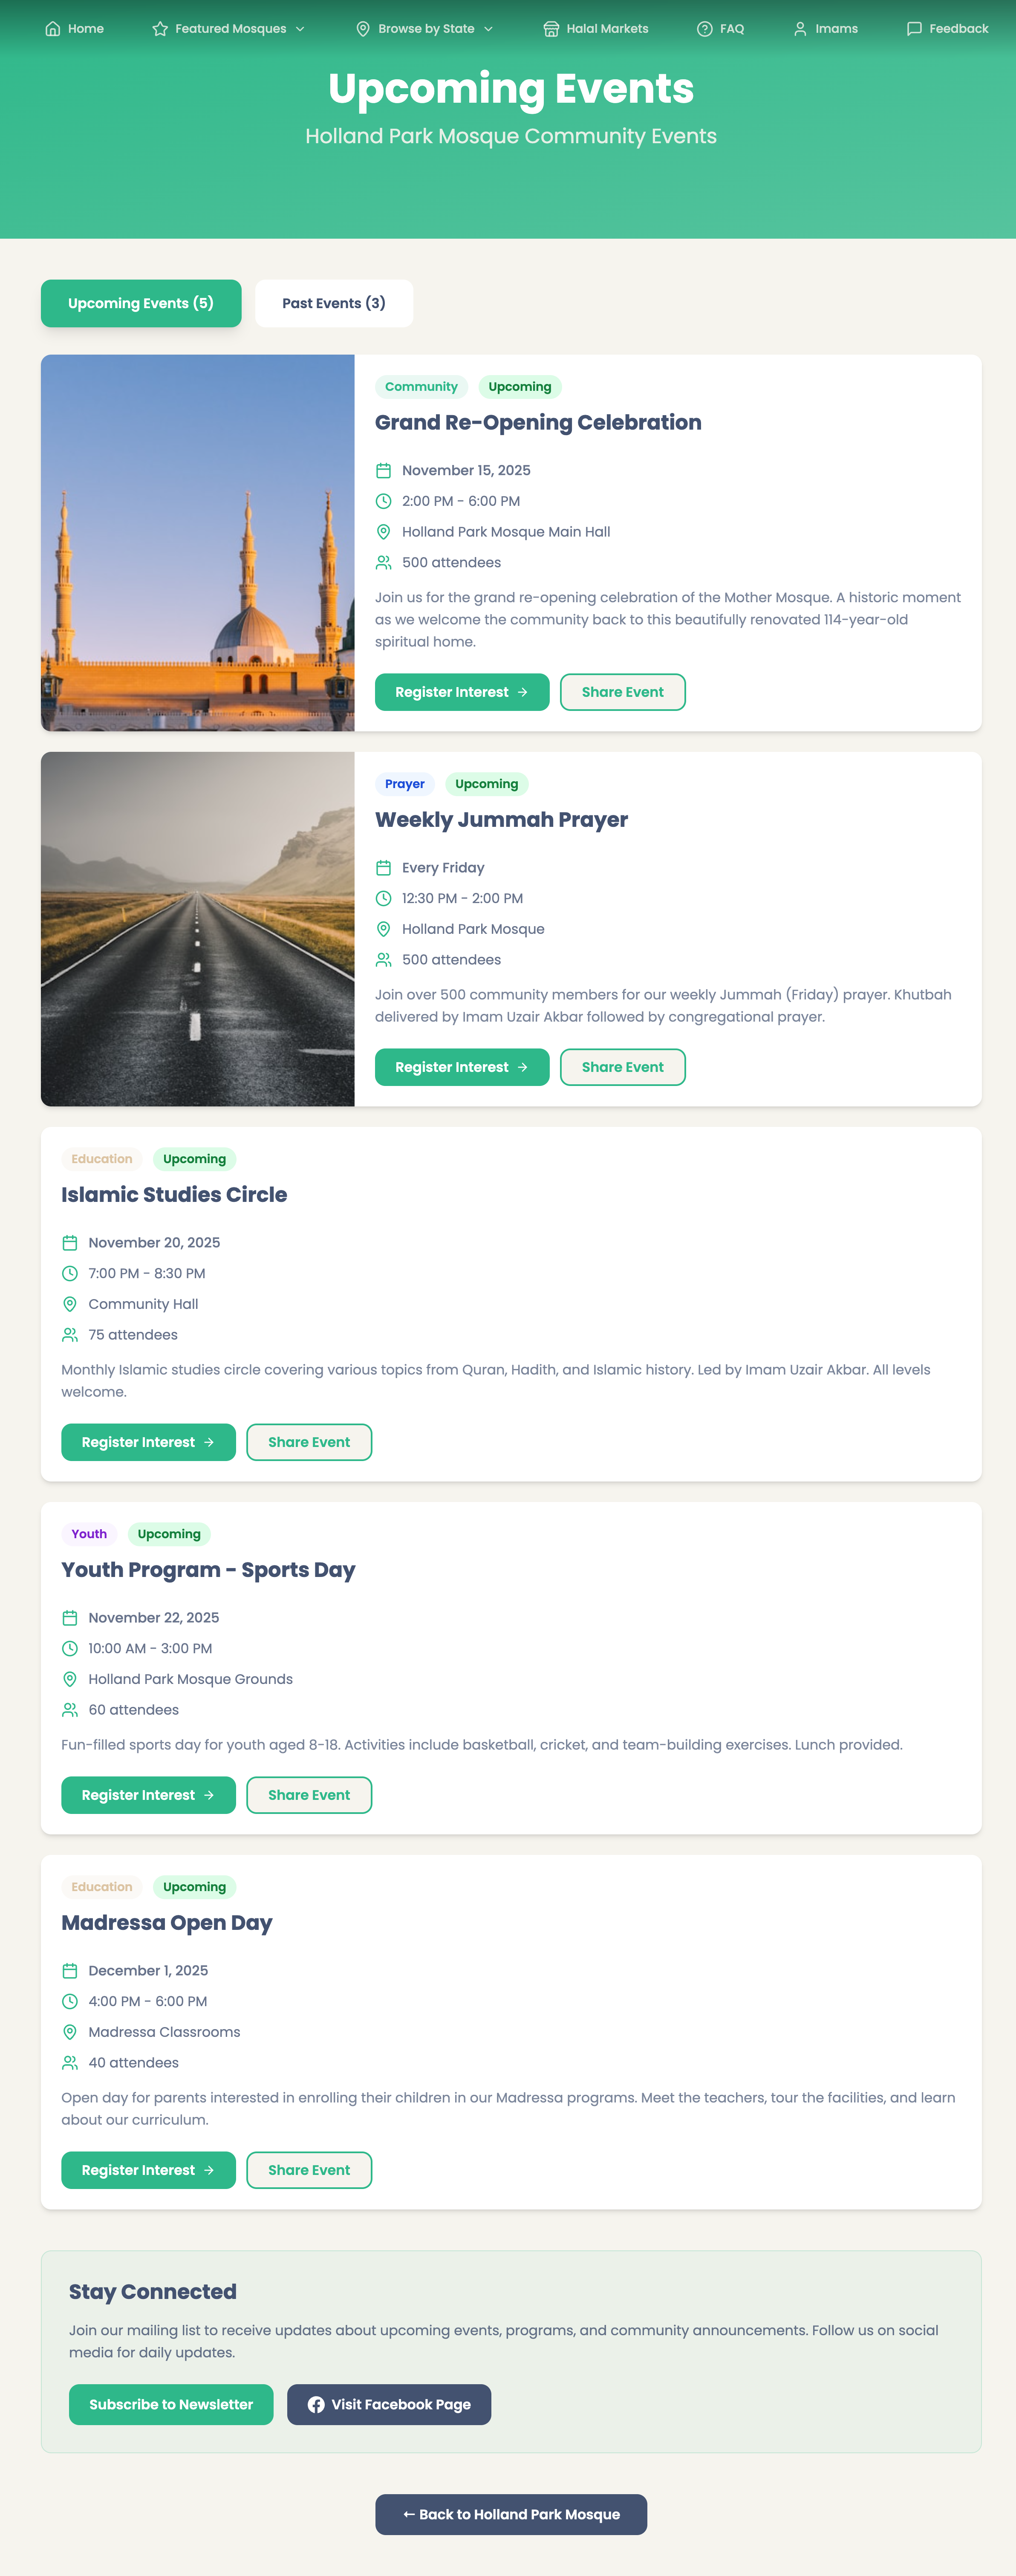 Home
Featured Mosques
Browse by State
Halal Markets
FAQ
Imams
Feedback
Upcoming Events
Holland Park Mosque Community Events
Upcoming Events (5)
Past Events (3)
Community
Upcoming
Grand Re-Opening Celebration
November 15, 2025
2:00 PM - 6:00 PM
Holland Park Mosque Main Hall
500 attendees
Join us for the grand re-opening celebration of the Mother Mosque. A historic moment
as we welcome the community back to this beautifully renovated 114-year-old
spiritual home.
Register Interest →
Share Event
Prayer
Upcoming
Weekly Jummah Prayer
Every Friday
12:30 PM - 2:00 PM
Holland Park Mosque
500 attendees
Join over 500 community members for our weekly Jummah (Friday) prayer. Khutbah
delivered by Imam Uzair Akbar followed by congregational prayer.
Register Interest →
Share Event
Education
Upcoming
Islamic Studies Circle
November 20, 2025
7:00 PM - 8:30 PM
Community Hall
75 attendees
Monthly Islamic studies circle covering various topics from Quran, Hadith, and Islamic history. Led by Imam Uzair Akbar. All levels
welcome.
Register Interest →
Share Event
Youth
Upcoming
Youth Program - Sports Day
November 22, 2025
10:00 AM - 3:00 PM
Holland Park Mosque Grounds
60 attendees
Fun-filled sports day for youth aged 8-18. Activities include basketball, cricket, and team-building exercises. Lunch provided.
Register Interest →
Share Event
Education
Upcoming
Madressa Open Day
December 1, 2025
4:00 PM - 6:00 PM
Madressa Classrooms
40 attendees
Open day for parents interested in enrolling their children in our Madressa programs. Meet the teachers, tour the facilities, and learn
about our curriculum.
Register Interest →
Share Event
Stay Connected
Join our mailing list to receive updates about upcoming events, programs, and community announcements. Follow us on social
media for daily updates.
Subscribe to Newsletter
Visit Facebook Page
← Back to Holland Park Mosque